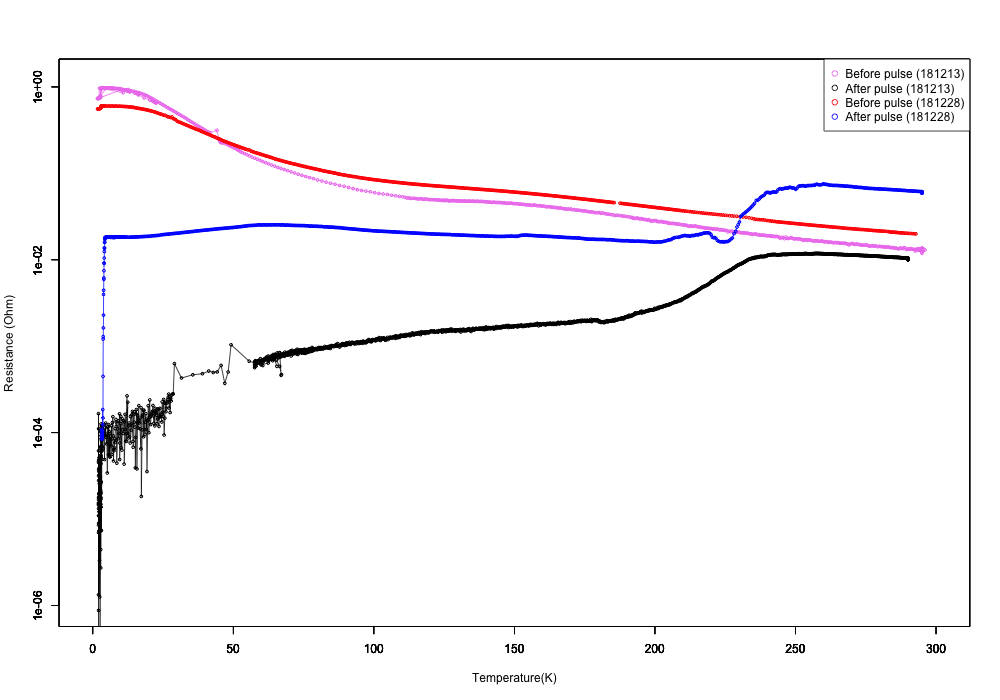 Before pulse (181213)
After pulse (181213)
Before pulse (181228)
After pulse (181228)
1e+00
1e-02
1e-04
1e-06
Resistance (Ohm)
0 50 100 150 200 250 300
Temperature(K)